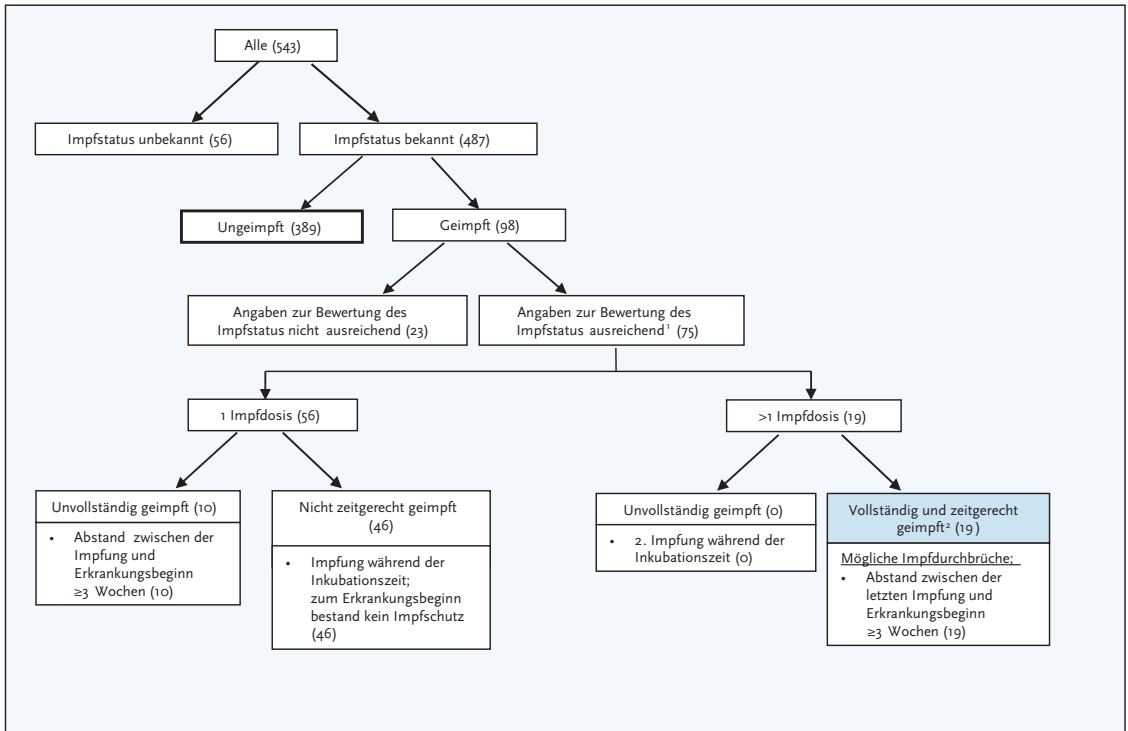 Alle (543)
Impfstatus unbekannt (56)
Impfstatus bekannt (487)
Ungeimpft (389)
Geimpft (98)
Angaben zur Bewertung des
Impfstatus nicht ausreichend (23)
Angaben zur Bewertung des
Impfstatus ausreichend¹ (75)
1 Impfdosis (56)
>1 Impfdosis (19)
Unvollständig geimpft (10)
• Abstand zwischen der
Impfung und
Erkrankungsbeginn
≥3 Wochen (10)
Nicht zeitgerecht geimpft
(46)
• Impfung während der
Inkubationszeit;
zum Erkrankungsbeginn
bestand kein Impfschutz
(46)
Unvollständig geimpft (0)
• 2. Impfung während der
Inkubationszeit (0)
Vollständig und zeitgerecht
geimpft² (19)
Mögliche Impfdurchbrüche;
• Abstand zwischen der
letzten Impfung und
Erkrankungsbeginn
≥3 Wochen (19)